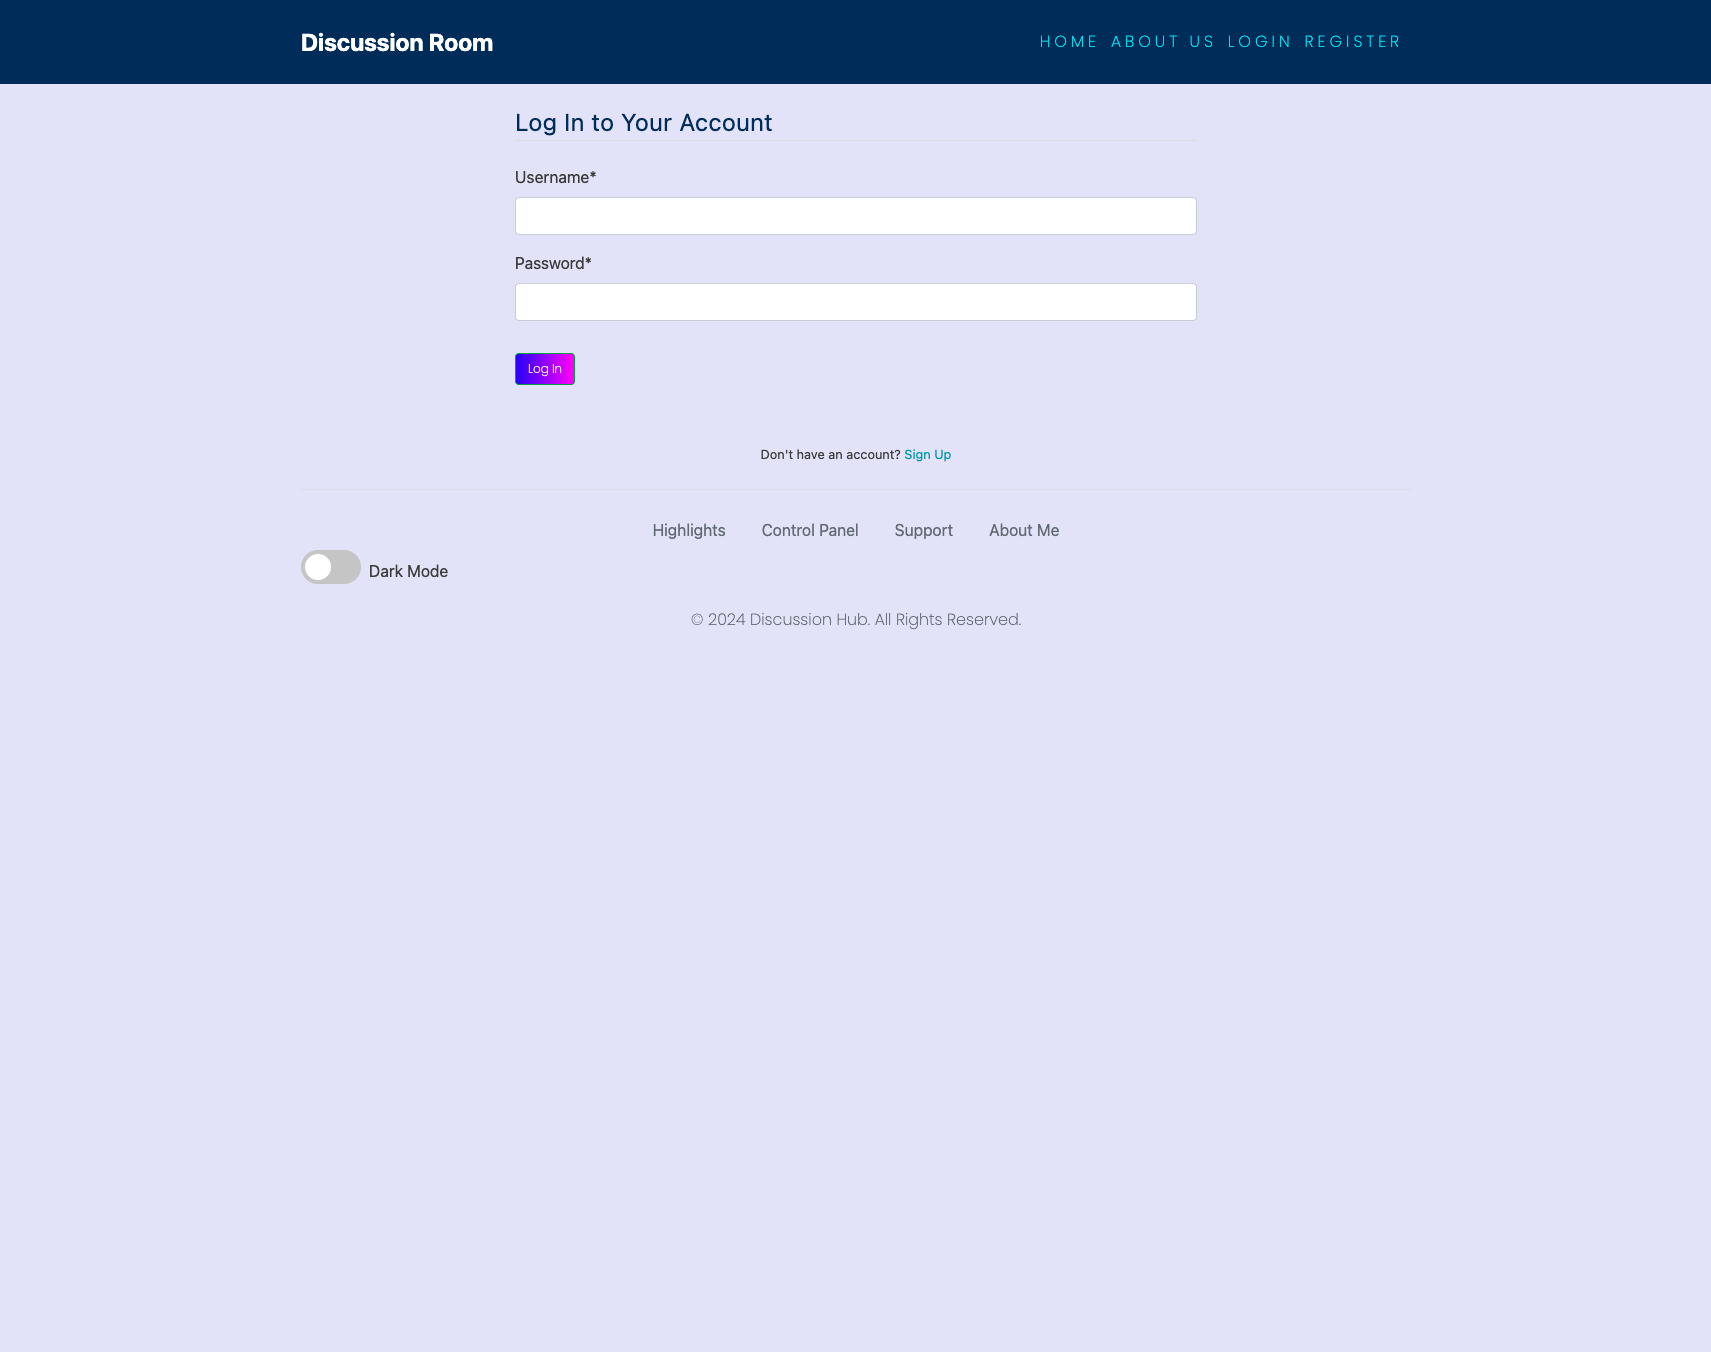 Discussion Room
HOME ABOUT US LOGIN REGISTER
Log In to Your Account
Username*
Password*
Log In
Don't have an account? Sign Up
Highlights Control Panel Support About Me
Dark Mode
© 2024 Discussion Hub. All Rights Reserved.